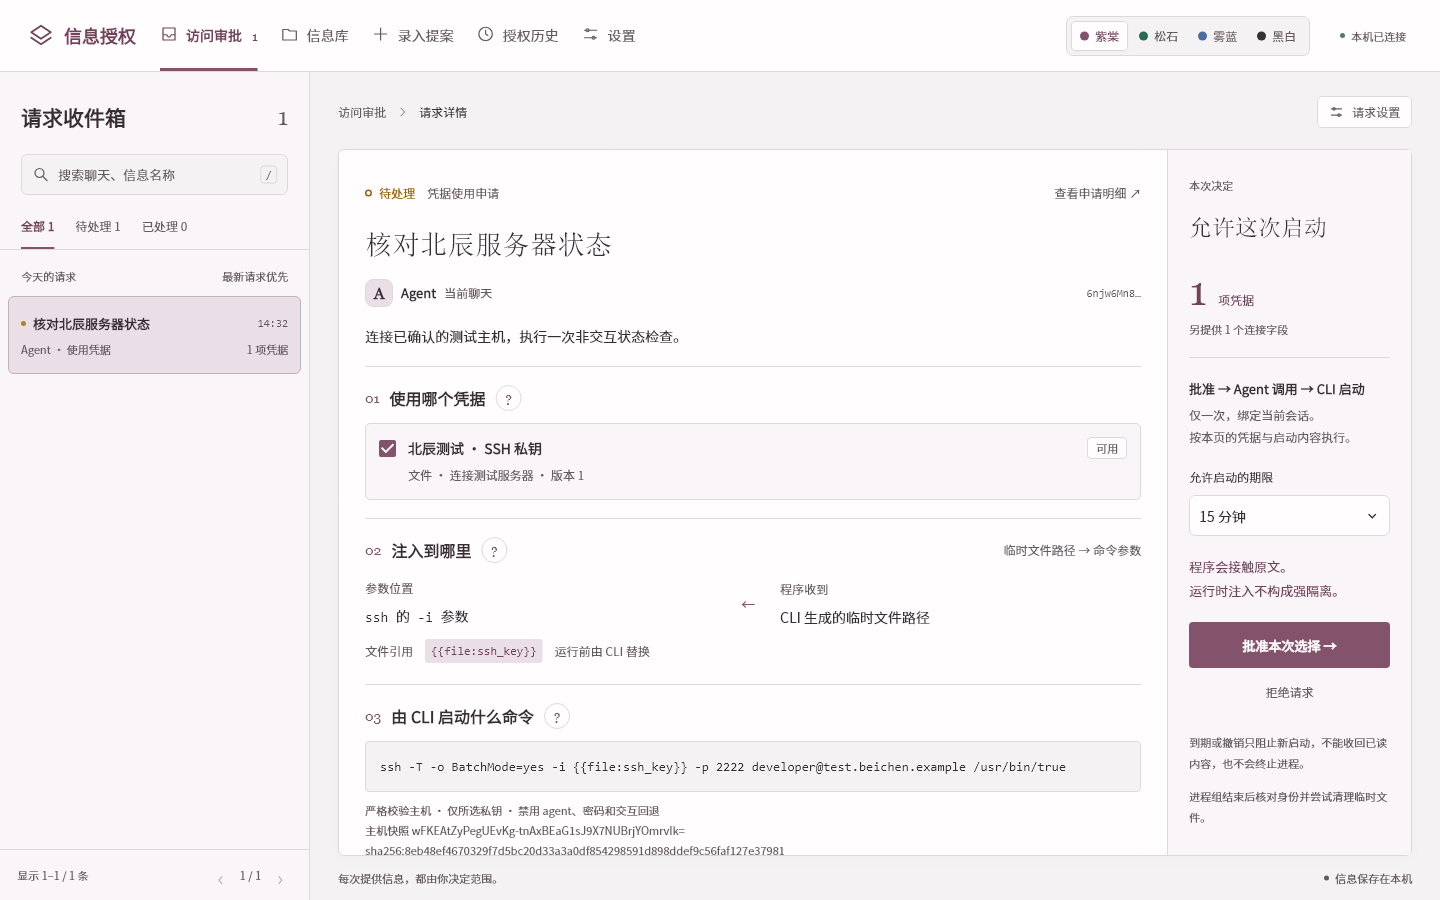 信息授权
访问审批 1
信息库
录入提案
授权历史
设置
紫棠
松石
雾蓝
黑白
本机已连接
请求收件箱 1
搜索聊天、信息名称 /
全部 1 待处理 1 已处理 0
今天的请求 最新请求优先
核对北辰服务器状态 14:32
Agent · 使用凭据 1 项凭据
显示 1–1 / 1 条 ‹ 1 / 1 ›
访问审批 > 请求详情
请求设置
待处理 凭据使用申请 查看申请明细 ↗
核对北辰服务器状态
A Agent 当前聊天 6njw6Mn8…
连接已确认的测试主机，执行一次非交互状态检查。
01 使用哪个凭据 ?
北辰测试 · SSH 私钥 可用
文件 · 连接测试服务器 · 版本 1
02 注入到哪里 ? 临时文件路径 → 命令参数
参数位置
ssh 的 -i 参数
←
程序收到
CLI 生成的临时文件路径
文件引用 {{file:ssh_key}} 运行前由 CLI 替换
03 由 CLI 启动什么命令 ?
ssh -T -o BatchMode=yes -i {{file:ssh_key}} -p 2222 developer@test.beichen.example /usr/bin/true
严格校验主机 · 仅所选私钥 · 禁用 agent、密码和交互回退
主机快照 wFKEAtZyPegUEvKg-tnAxBEaG1sJ9X7NUBrjYOmrvIk=
sha256:8eb48ef4670329f7d5bc20d33a3a0df854298591d898ddef9c56faf127e37981
本次决定
允许这次启动
1 项凭据
另提供 1 个连接字段
批准 → Agent 调用 → CLI 启动
仅一次，绑定当前会话。
按本页的凭据与启动内容执行。
允许启动的期限
15 分钟
程序会接触原文。
运行时注入不构成强隔离。
批准本次选择 →
拒绝请求
到期或撤销只阻止新启动，不能收回已读
内容，也不会终止进程。
进程组结束后核对身份并尝试清理临时文
件。
每次提供信息，都由你决定范围。
信息保存在本机